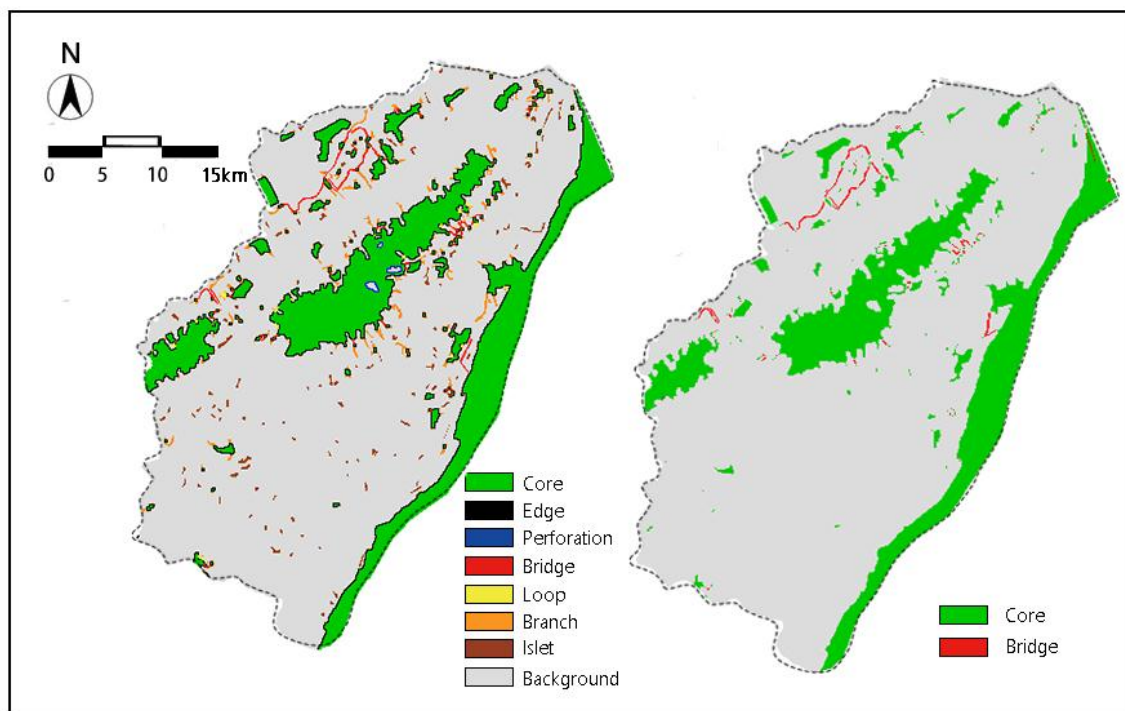 N
0 5 10 15km
Core
Edge
Perforation
Bridge
Loop
Branch
Islet
Background
Core
Bridge